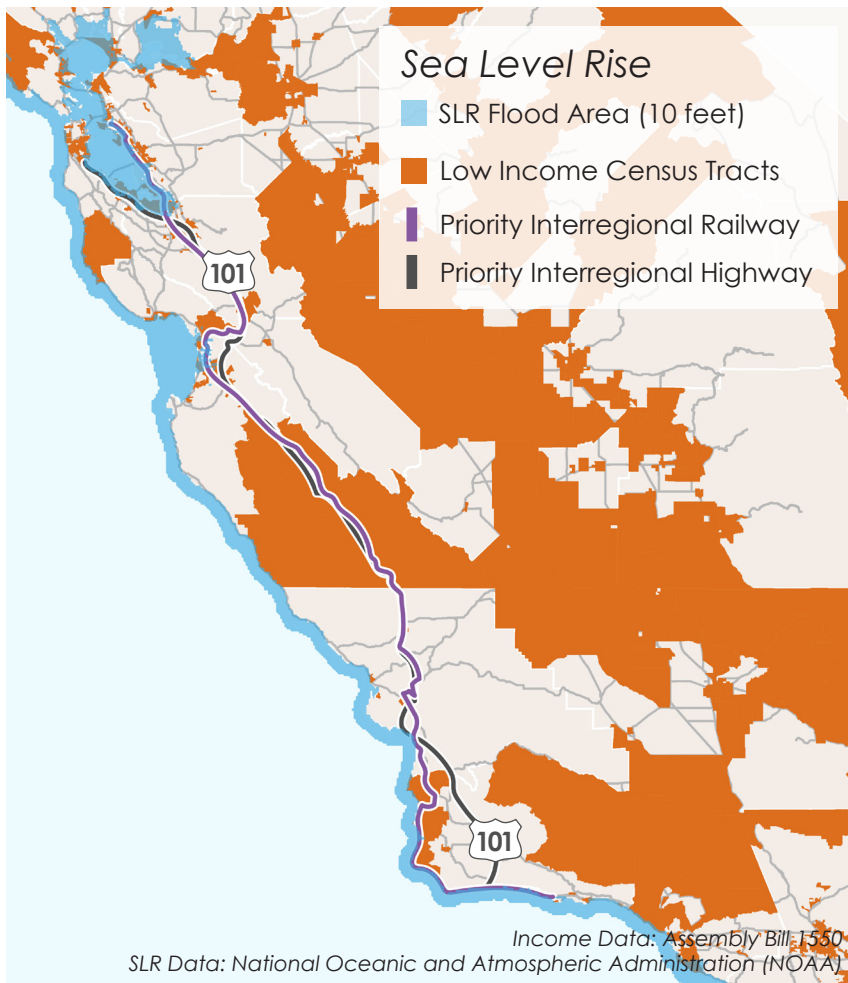 Sea Level Rise
SLR Flood Area (10 feet)
Low Income Census Tracts
Priority Interregional Railway
Priority Interregional Highway
101
101
Income Data: Assembly Bill 1550
SLR Data: National Oceanic and Atmospheric Administration (NOAA)